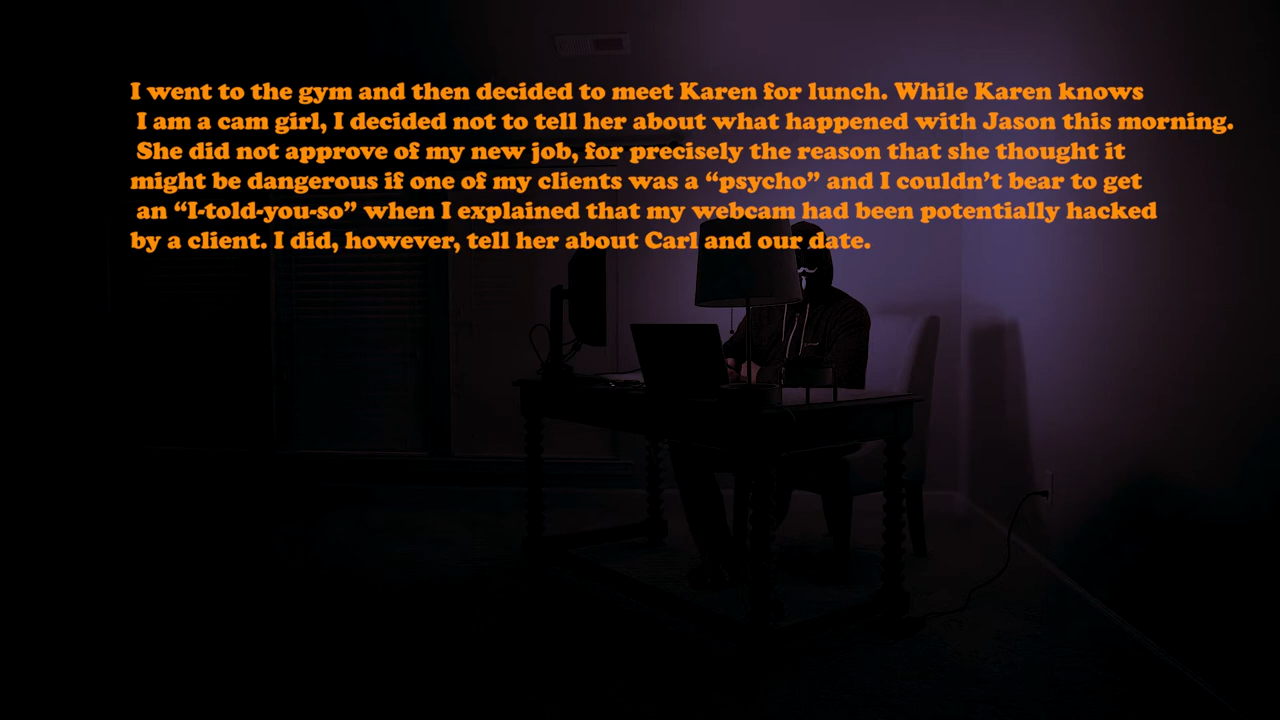 I went to the gym and then decided to meet Karen for lunch. While Karen knows
I am a cam girl, I decided not to tell her about what happened with Jason this morning.
She did not approve of my new job, for precisely the reason that she thought it
might be dangerous if one of my clients was a “psycho” and I couldn’t bear to get
an “I-told-you-so” when I explained that my webcam had been potentially hacked
by a client. I did, however, tell her about Carl and our date.